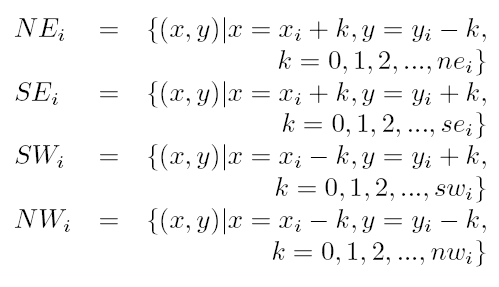 NE_i = {(x, y)|x = x_i + k, y = y_i − k,
k = 0, 1, 2, ..., ne_i}
SE_i = {(x, y)|x = x_i + k, y = y_i + k,
k = 0, 1, 2, ..., se_i}
SW_i = {(x, y)|x = x_i − k, y = y_i + k,
k = 0, 1, 2, ..., sw_i}
NW_i = {(x, y)|x = x_i − k, y = y_i − k,
k = 0, 1, 2, ..., nw_i}